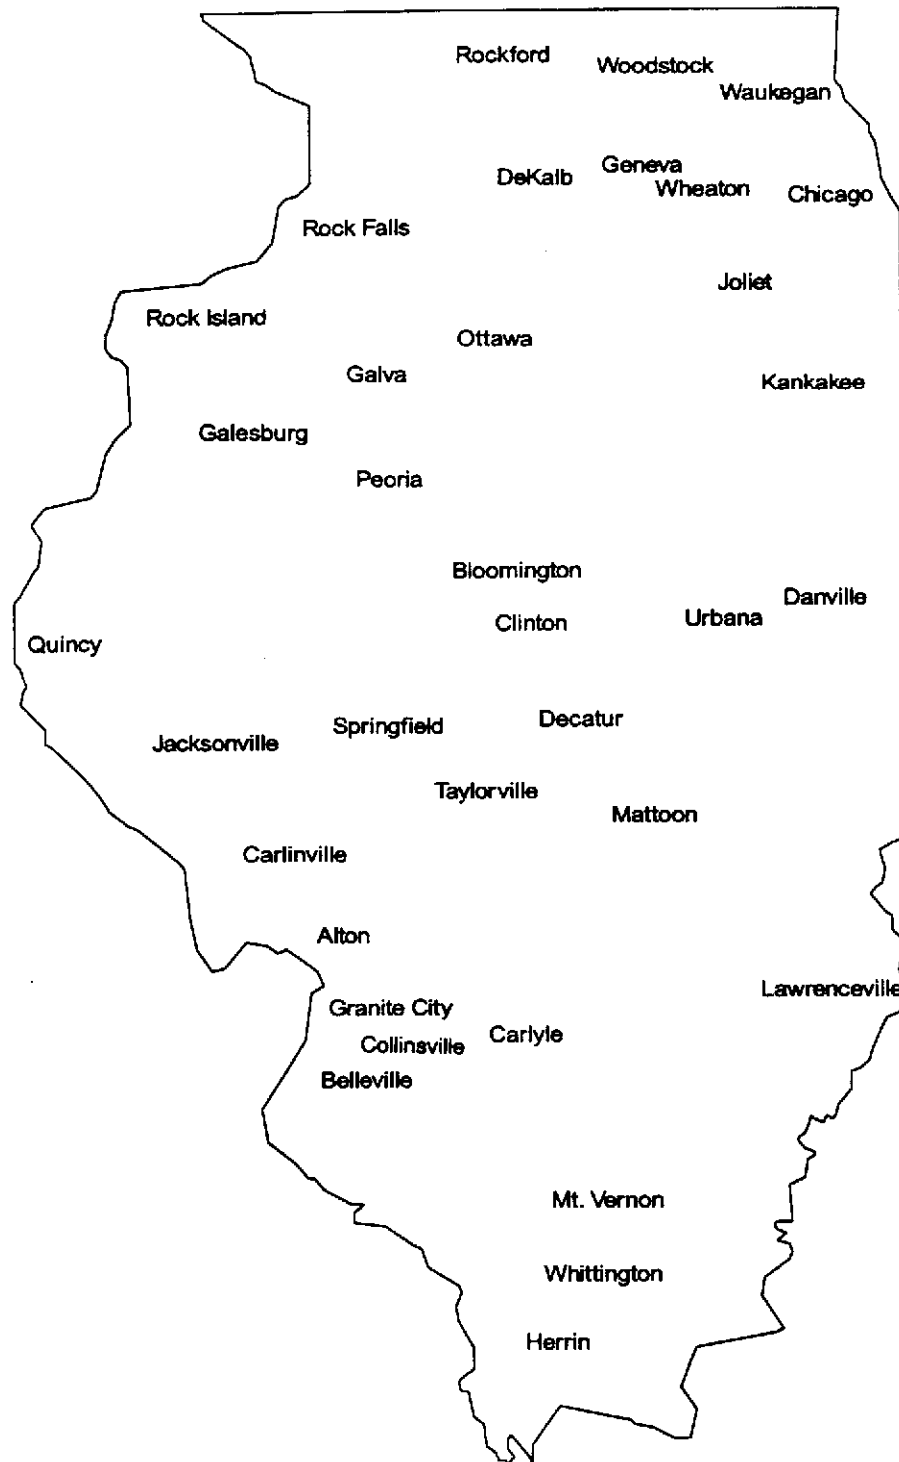 Rockford
Woodstock
Waukegan
Geneva
DeKalb
Wheaton
Chicago
Rock Falls
Joliet
Rock Island
Ottawa
Galva
Kankakee
Galesburg
Peoria
Bloomington
Danville
Clinton
Urbana
Quincy
Springfield
Decatur
Jacksonville
Taylorville
Mattoon
Carlinville
Alton
Lawrenceville
Granite City
Carlyle
Collinsville
Belleville
Mt. Vernon
Whittington
Herrin